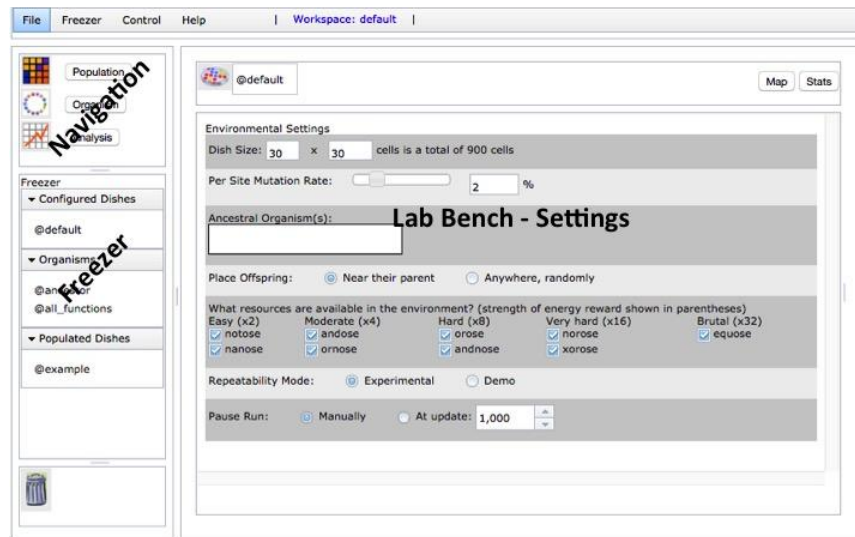 File Freezer Control Help | Workspace: default |
Population
Organism
Analysis
Navigation
Freezer
Configured Dishes
@default
Organisms
@ancestor
@all_functions
Freezer
Populated Dishes
@example
@default Map Stats
Environmental Settings
Dish Size: 30 x 30 cells is a total of 900 cells
Per Site Mutation Rate: 2 %
Lab Bench - Settings
Ancestral Organism(s):
Place Offspring: Near their parent Anywhere, randomly
What resources are available in the environment? (strength of energy reward shown in parentheses)
Easy (x2) Moderate (x4) Hard (x8) Very hard (x16) Brutal (x32)
notose andose orose norose equose
nanose ornose andnose xorose
Repeatability Mode: Experimental Demo
Pause Run: Manually At update: 1,000